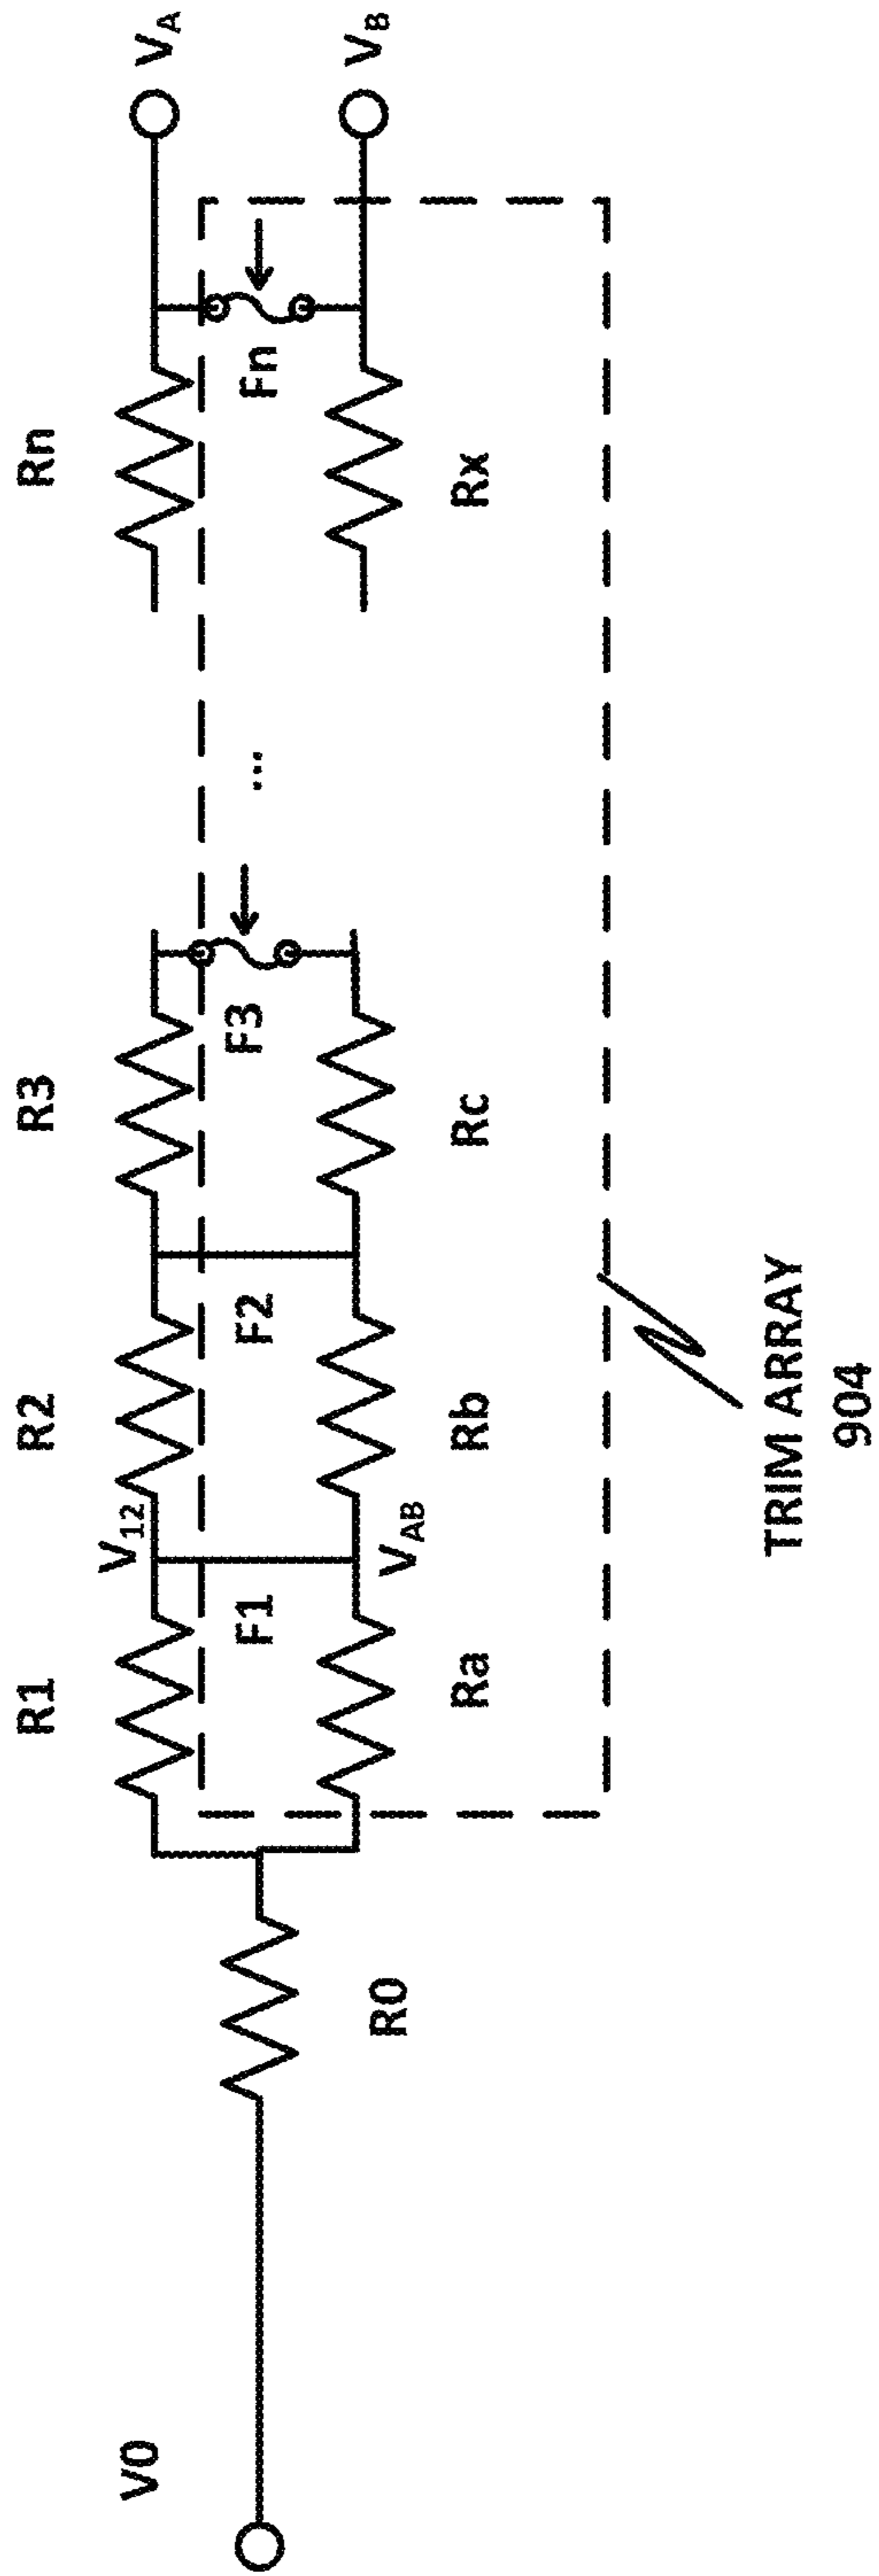 V0
R0
R1
R2
R3
Rn
V12
VA
F1
F2
F3
...
Fn
VAB
VB
Ra
Rb
Rc
Rx
TRIM ARRAY
904